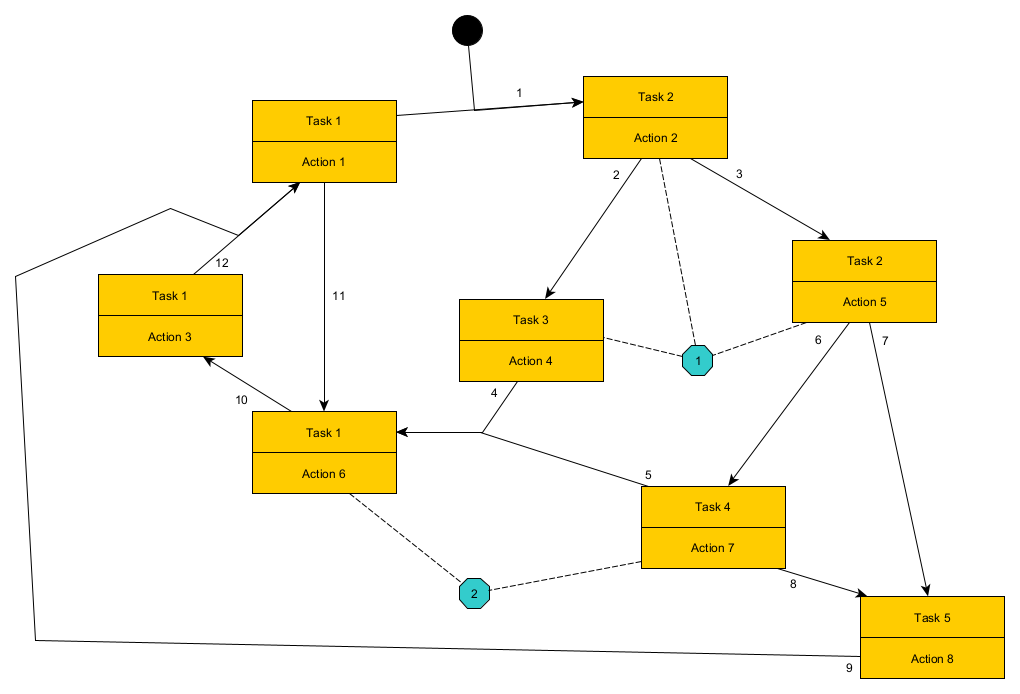 1
Task 2
Action 2
Task 1
Action 1
2
3
12
Task 2
Action 5
Task 1
Action 3
11
Task 3
Action 4
6
7
1
4
10
Task 1
Action 6
5
Task 4
Action 7
8
2
Task 5
Action 8
9